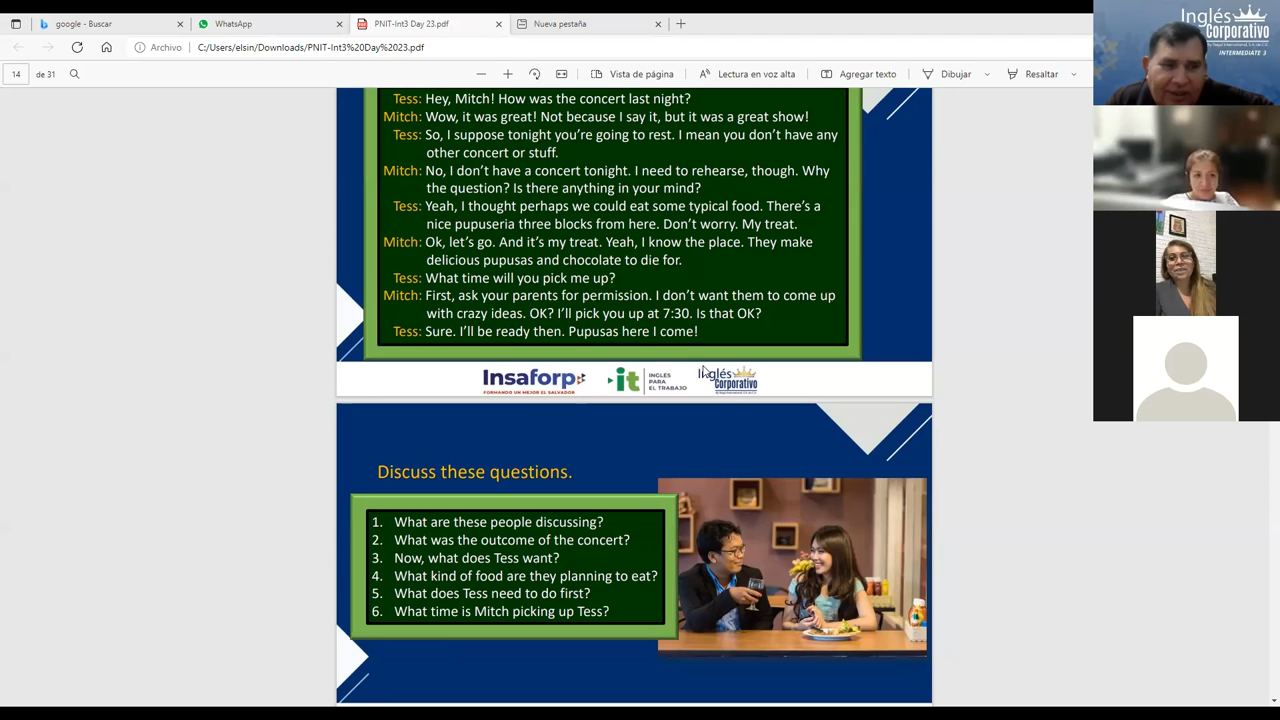 google - Buscar
WhatsApp
PNIT-Int3 Day 23.pdf
Nueva pestaña
Archivo
C:/Users/elsin/Downloads/PNIT-Int3%20Day%2023.pdf
14 de 31
Vista de página
Lectura en voz alta
Agregar texto
Dibujar
Resaltar
Inglés
Corporativo
INTERMEDIATE 3
Tess: Hey, Mitch! How was the concert last night?
Mitch: Wow, it was great! Not because I say it, but it was a great show!
Tess: So, I suppose tonight you're going to rest. I mean you don't have any
other concert or stuff.
Mitch: No, I don't have a concert tonight. I need to rehearse, though. Why
the question? Is there anything in your mind?
Tess: Yeah, I thought perhaps we could eat some typical food. There's a
nice pupuseria three blocks from here. Don't worry. My treat.
Mitch: Ok, let's go. And it's my treat. Yeah, I know the place. They make
delicious pupusas and chocolate to die for.
Tess: What time will you pick me up?
Mitch: First, ask your parents for permission. I don't want them to come up
with crazy ideas. OK? I'll pick you up at 7:30. Is that OK?
Tess: Sure. I'll be ready then. Pupusas here I come!
Insaforp
FORMANDO UN MEJOR EL SALVADOR
it
INGLÉS
PARA
EL TRABAJO
Inglés
Corporativo
Discuss these questions.
1. What are these people discussing?
2. What was the outcome of the concert?
3. Now, what does Tess want?
4. What kind of food are they planning to eat?
5. What does Tess need to do first?
6. What time is Mitch picking up Tess?